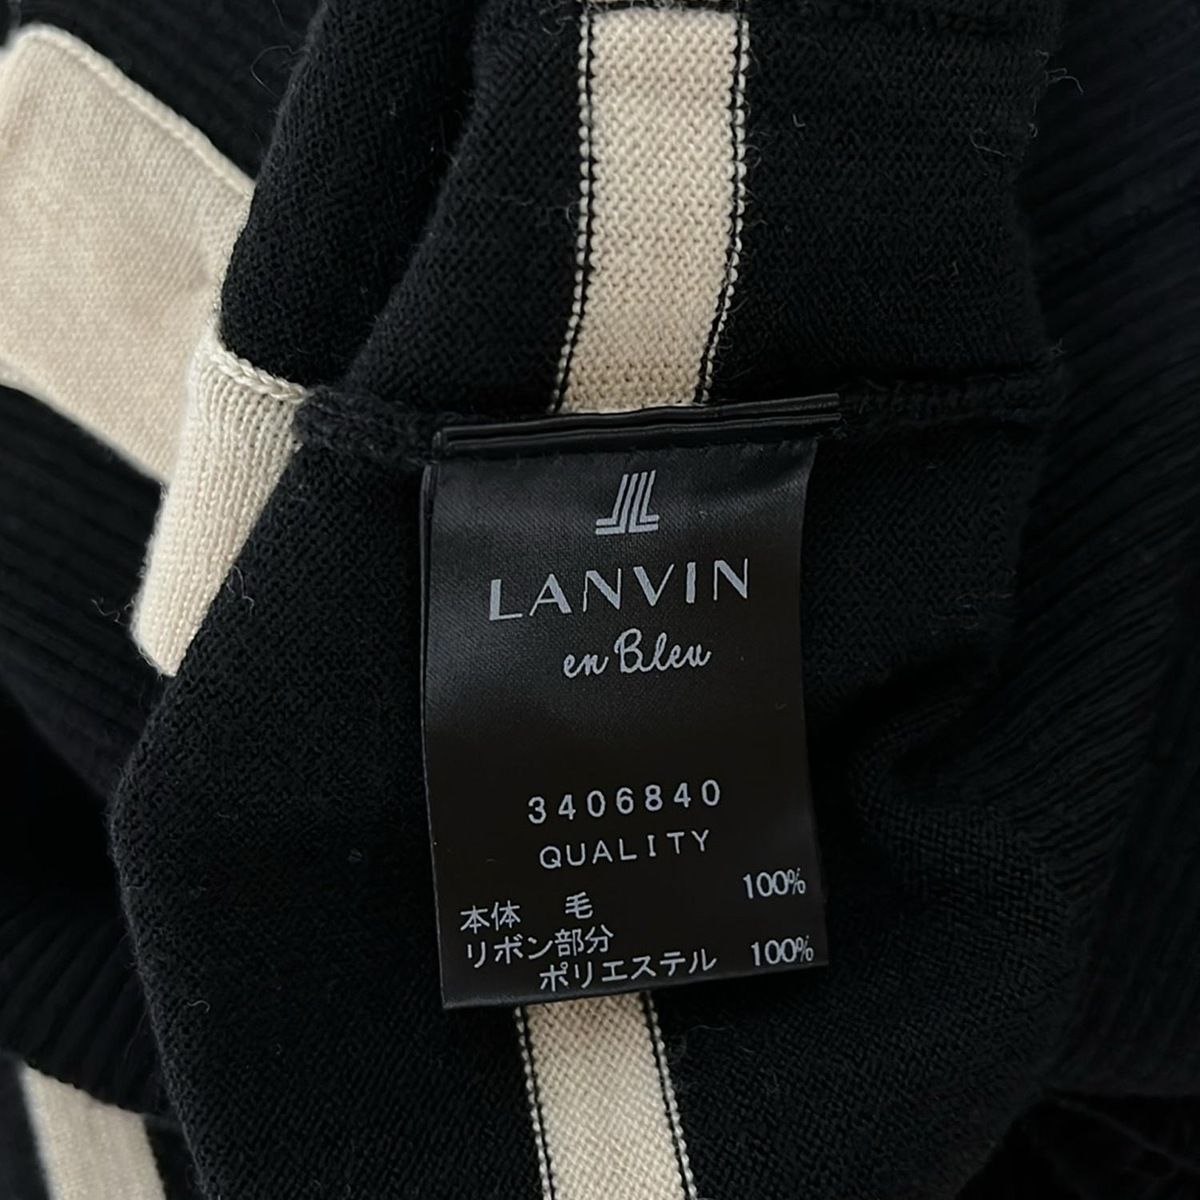 LANVIN
en Bleu
3406840
QUALITY
本体 毛 100%
リボン部分
ポリエステル 100%